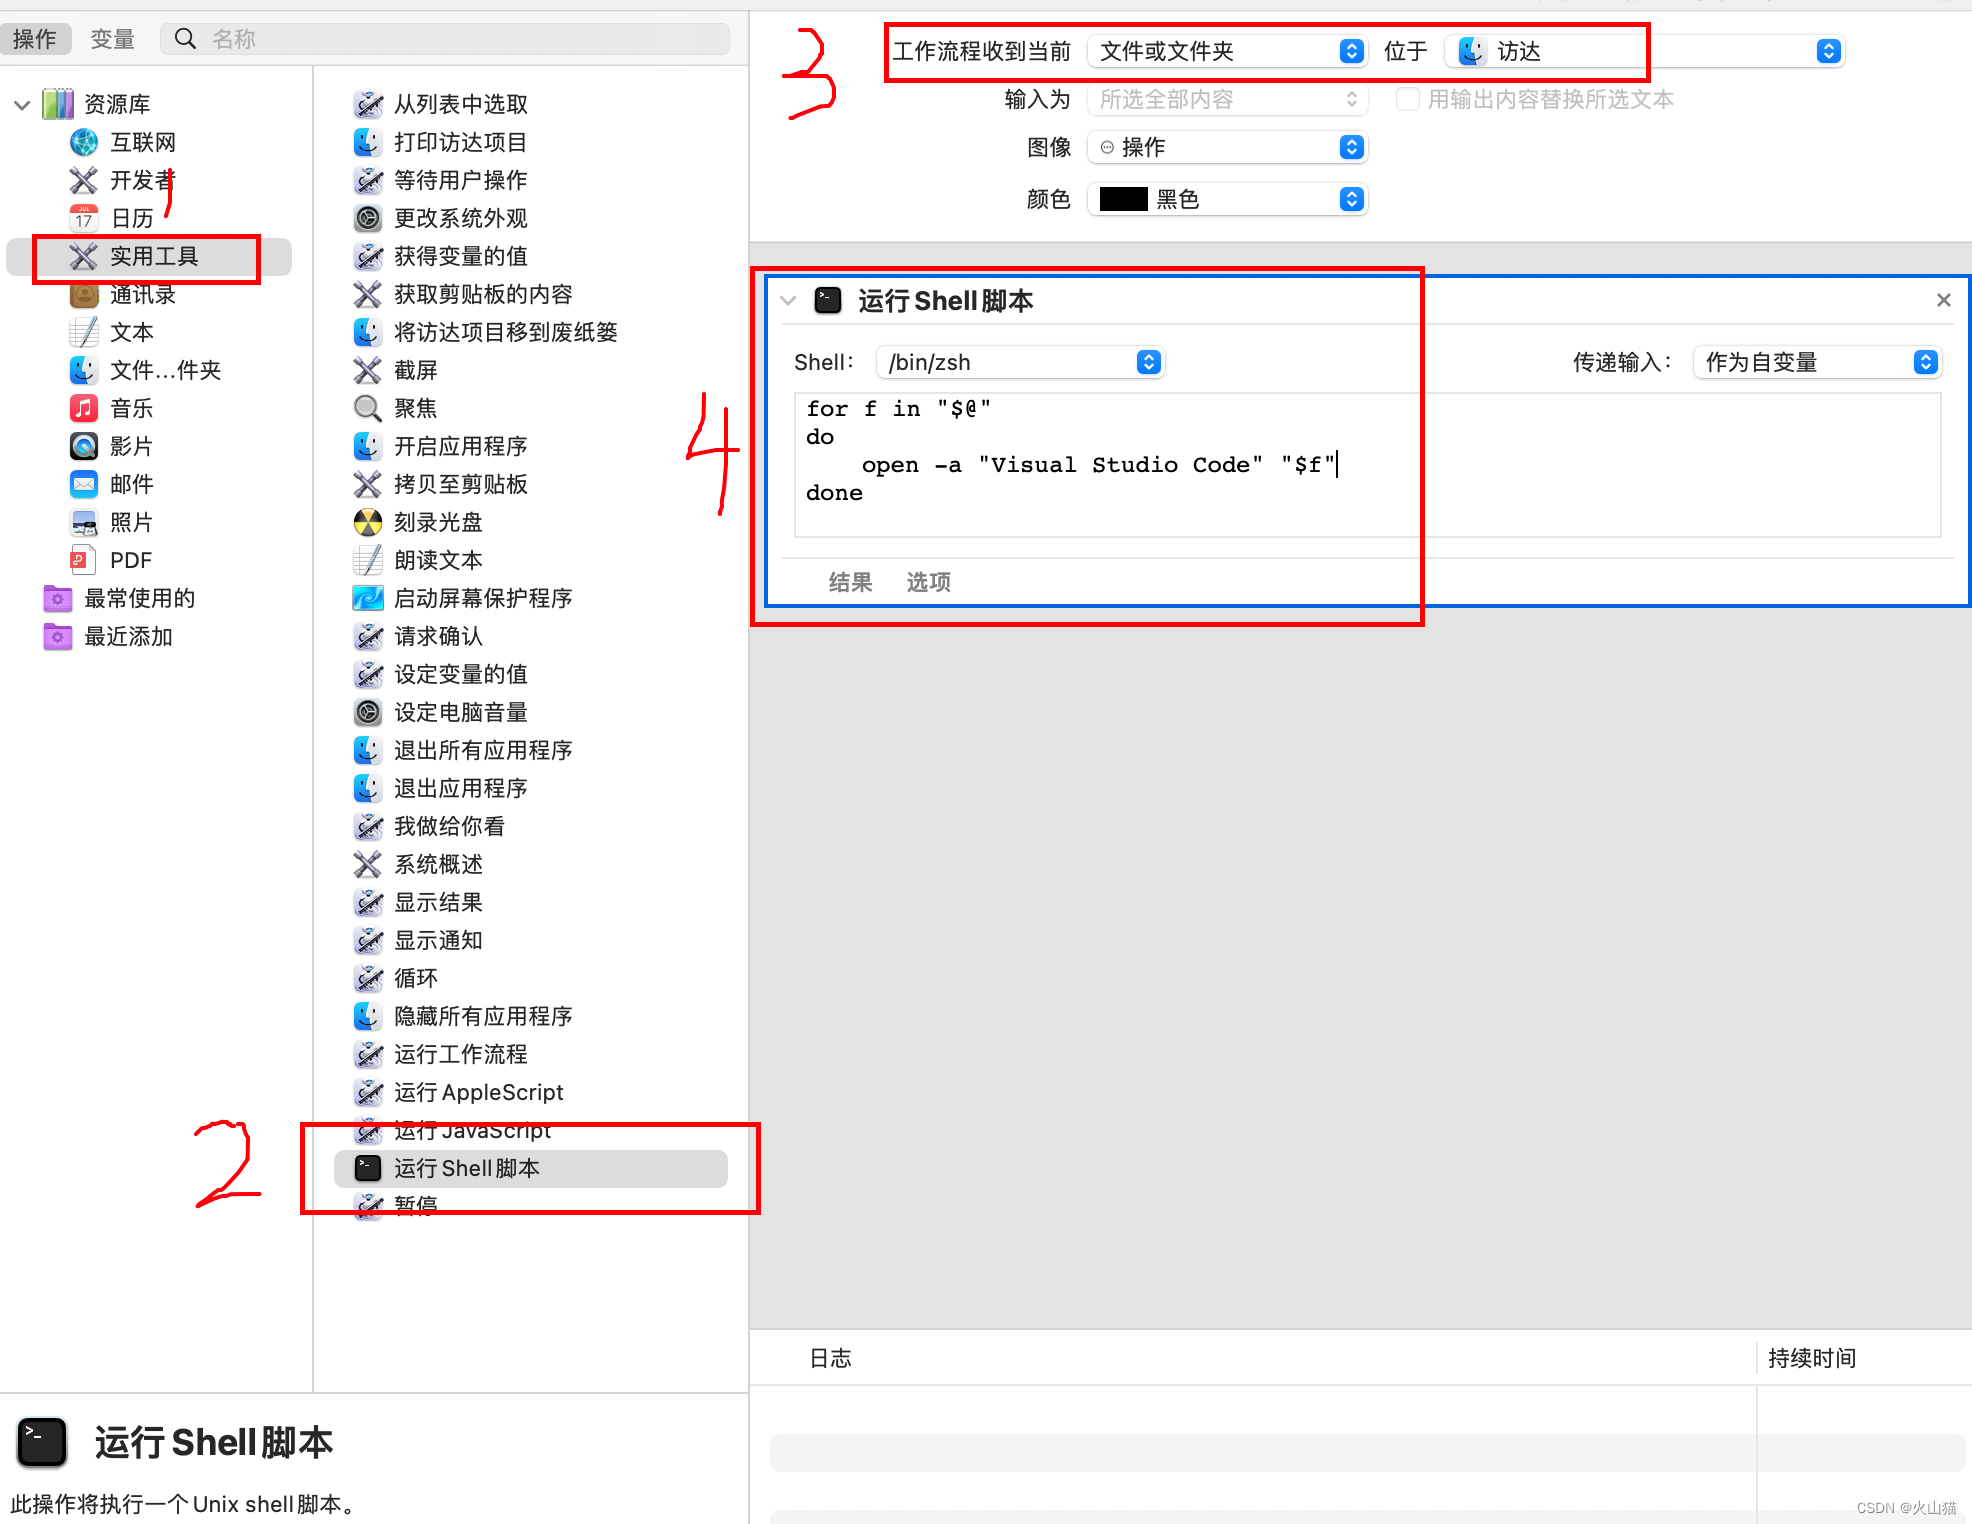 操作 变量 名称
资源库
互联网
开发者
JUL
17 日历
实用工具
通讯录
文本
文件...件夹
音乐
影片
邮件
照片
PDF
最常使用的
最近添加
1
从列表中选取
打印访达项目
等待用户操作
更改系统外观
获得变量的值
获取剪贴板的内容
将访达项目移到废纸篓
截屏
聚焦
开启应用程序
拷贝至剪贴板
刻录光盘
朗读文本
启动屏幕保护程序
请求确认
设定变量的值
设定电脑音量
退出所有应用程序
退出应用程序
我做给你看
系统概述
显示结果
显示通知
循环
隐藏所有应用程序
运行工作流程
运行 AppleScript
运行 JavaScript
运行 Shell 脚本
暂停
2
运行 Shell 脚本
此操作将执行一个 Unix shell 脚本。
3
工作流程收到当前 文件或文件夹 位于 访达
输入为 所选全部内容 用输出内容替换所选文本
图像 操作
颜色 黑色
4
运行 Shell 脚本
Shell： /bin/zsh 传递输入： 作为自变量
for f in "$@"
do
    open -a "Visual Studio Code" "$f"
done
结果 选项
日志 持续时间
CSDN @火山猫